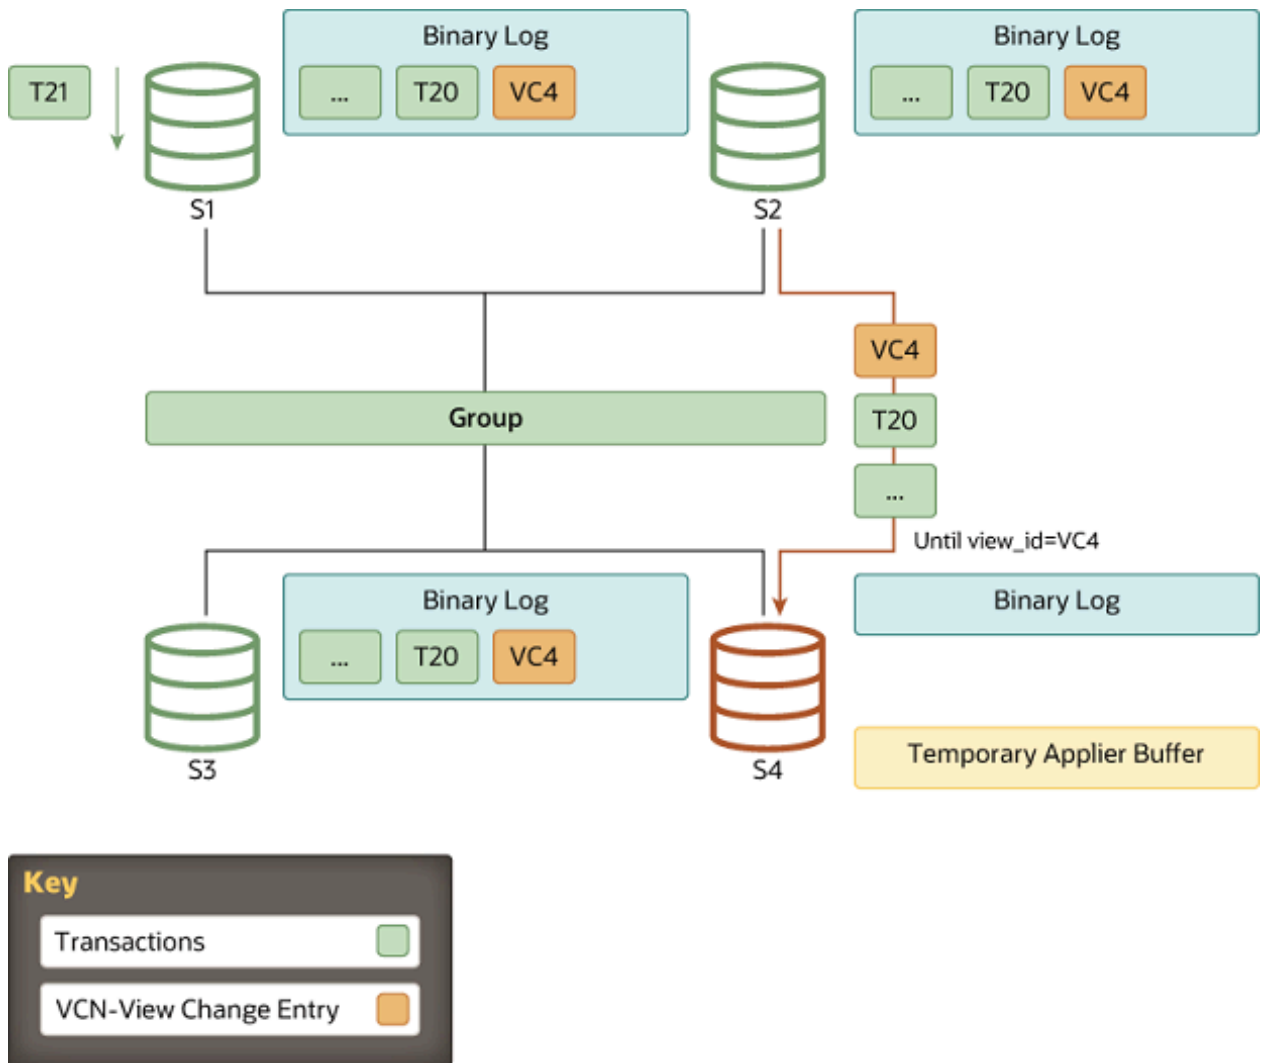 Binary Log
Binary Log
T21
... T20 VC4
... T20 VC4
S1
S2
VC4
Group
T20
...
Until view_id=VC4
Binary Log
Binary Log
... T20 VC4
Temporary Applier Buffer
S3
S4
Key
Transactions
VCN-View Change Entry